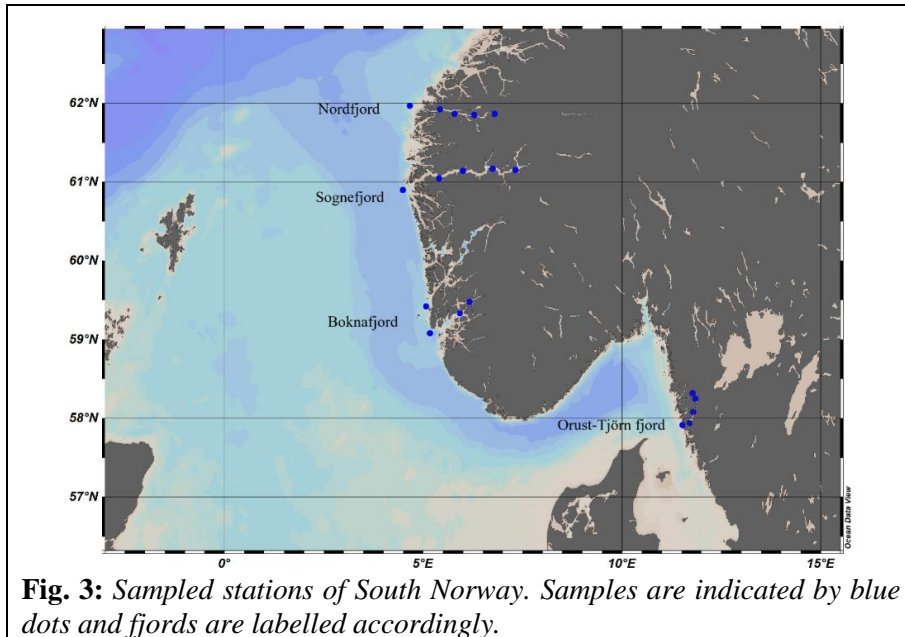 62°N
Nordfjord
61°N
Sognefjord
60°N
59°N
Boknafjord
58°N
Orust-Tjörn fjord
57°N
Ocean Data View
0°
5°E
10°E
15°E
Fig. 3: Sampled stations of South Norway. Samples are indicated by blue
dots and fjords are labelled accordingly.